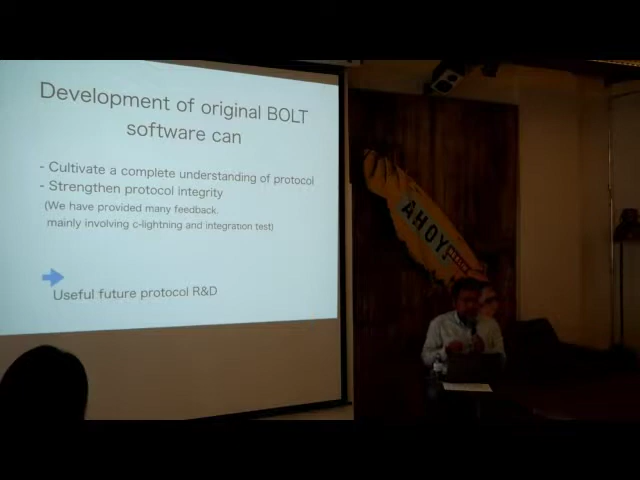 Development of original BOLT
software can
- Cultivate a complete understanding of protocol
- Strengthen protocol integrity
(We have provided many feedback.
mainly involving c-lightning and integration test)
Useful future protocol R&D
AHOY!